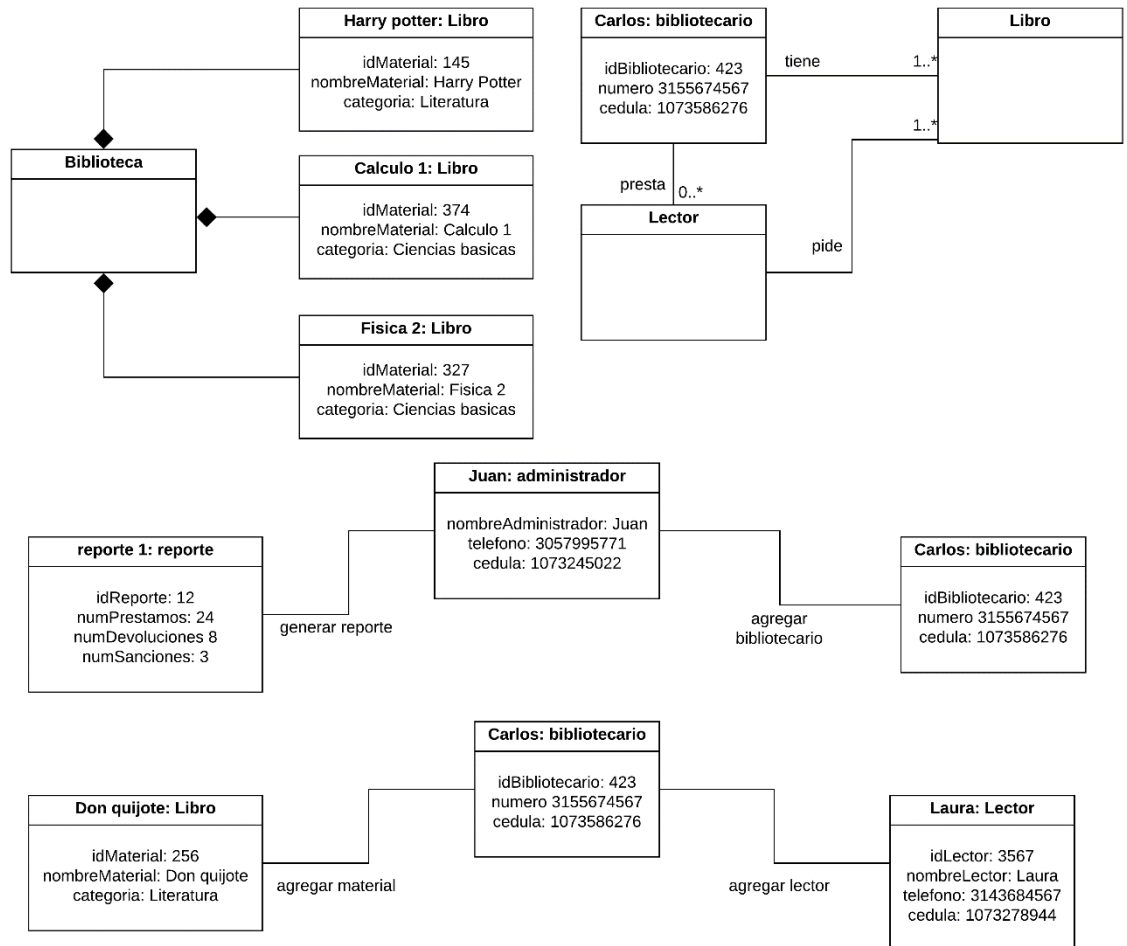 Harry potter: Libro
idMaterial: 145
nombreMaterial: Harry Potter
categoria: Literatura
Biblioteca
Calculo 1: Libro
idMaterial: 374
nombreMaterial: Calculo 1
categoria: Ciencias basicas
Fisica 2: Libro
idMaterial: 327
nombreMaterial: Fisica 2
categoria: Ciencias basicas
Carlos: bibliotecario
idBibliotecario: 423
numero 3155674567
cedula: 1073586276
tiene
1..*
Libro
1..*
presta
0..*
Lector
pide
Juan: administrador
nombreAdministrador: Juan
telefono: 3057995771
cedula: 1073245022
reporte 1: reporte
idReporte: 12
numPrestamos: 24
numDevoluciones 8
numSanciones: 3
generar reporte
agregar
bibliotecario
Carlos: bibliotecario
idBibliotecario: 423
numero 3155674567
cedula: 1073586276
Carlos: bibliotecario
idBibliotecario: 423
numero 3155674567
cedula: 1073586276
Don quijote: Libro
idMaterial: 256
nombreMaterial: Don quijote
categoria: Literatura
agregar material
agregar lector
Laura: Lector
idLector: 3567
nombreLector: Laura
telefono: 3143684567
cedula: 1073278944